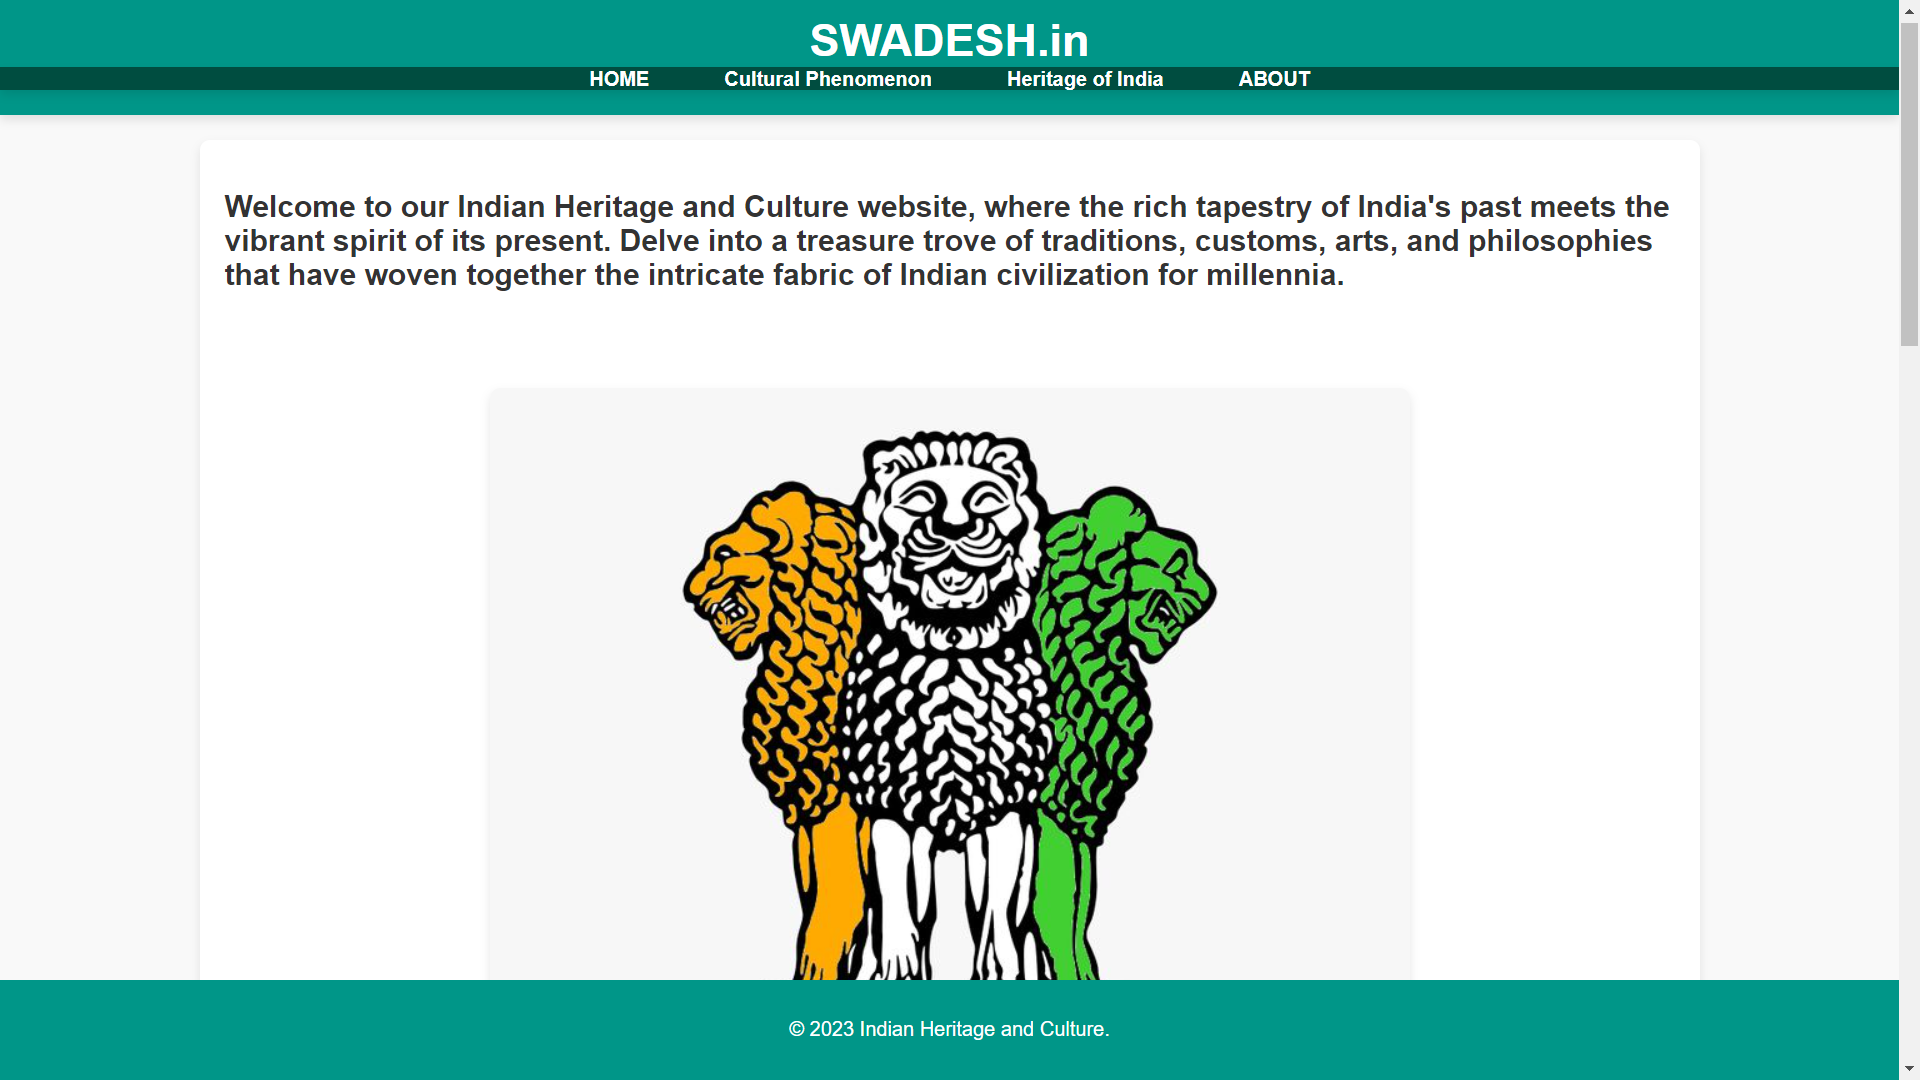 SWADESH.in
HOME Cultural Phenomenon Heritage of India ABOUT
Welcome to our Indian Heritage and Culture website, where the rich tapestry of India's past meets the
vibrant spirit of its present. Delve into a treasure trove of traditions, customs, arts, and philosophies
that have woven together the intricate fabric of Indian civilization for millennia.
© 2023 Indian Heritage and Culture.